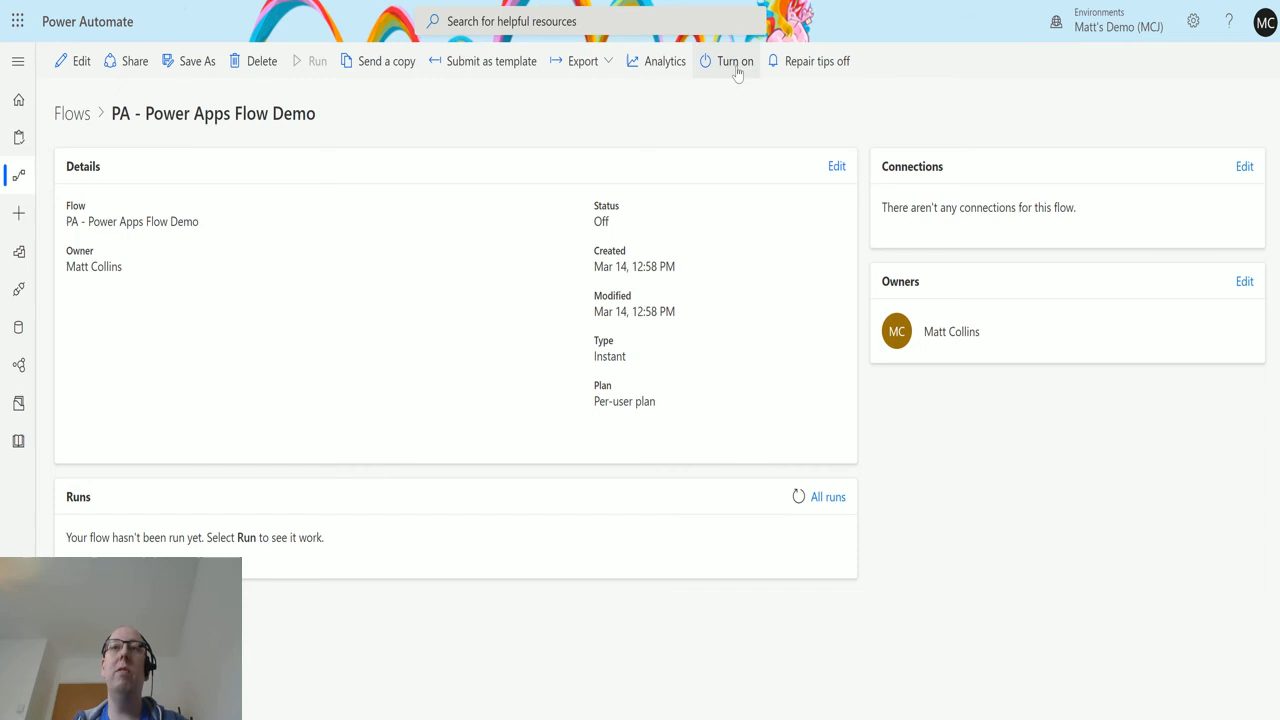 Power Automate
Search for helpful resources
Environments
Matt's Demo (MCJ)
MC
Edit
Share
Save As
Delete
Run
Send a copy
Submit as template
Export
Analytics
Turn on
Repair tips off
Flows > PA - Power Apps Flow Demo
Details
Edit
Flow
PA - Power Apps Flow Demo
Owner
Matt Collins
Status
Off
Created
Mar 14, 12:58 PM
Modified
Mar 14, 12:58 PM
Type
Instant
Plan
Per-user plan
Connections
Edit
There aren't any connections for this flow.
Owners
Edit
MC
Matt Collins
Runs
All runs
Your flow hasn't been run yet. Select Run to see it work.